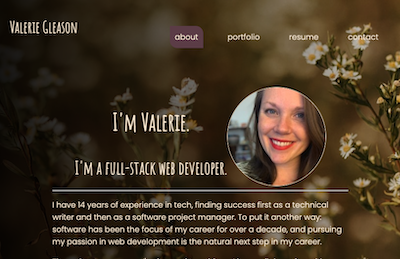 Valerie Gleason
about
portfolio
resume
contact
I'm Valerie.
I'm a full-stack web developer.
I have 14 years of experience in tech, finding success first as a technical
writer and then as a software project manager. To put it another way:
software has been the focus of my career for over a decade, and pursuing
my passion in web development is the natural next step in my career.